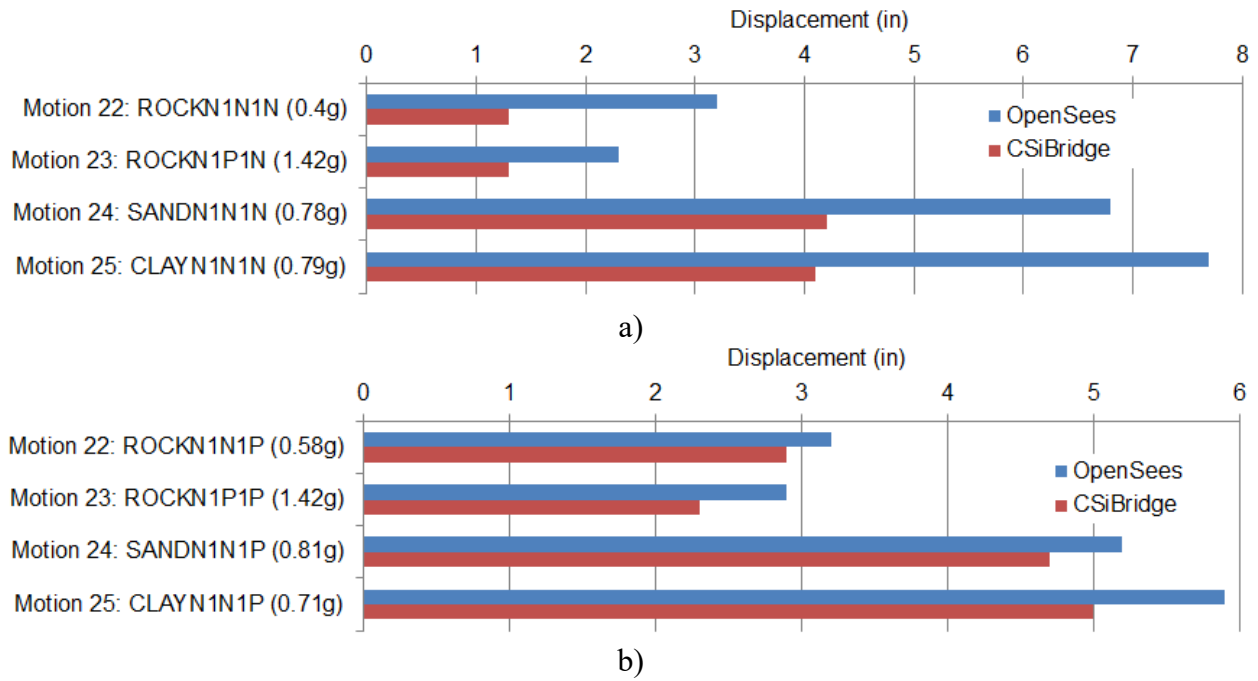 Displacement (in)
0 1 2 3 4 5 6 7 8
Motion 22: ROCKN1N1N (0.4g)
OpenSees
Motion 23: ROCKN1P1N (1.42g)
CSiBridge
Motion 24: SANDN1N1N (0.78g)
Motion 25: CLAYN1N1N (0.79g)
a)
Displacement (in)
0 1 2 3 4 5 6
Motion 22: ROCKN1N1P (0.58g)
OpenSees
Motion 23: ROCKN1P1P (1.42g)
CSiBridge
Motion 24: SANDN1N1P (0.81g)
Motion 25: CLAYN1N1P (0.71g)
b)